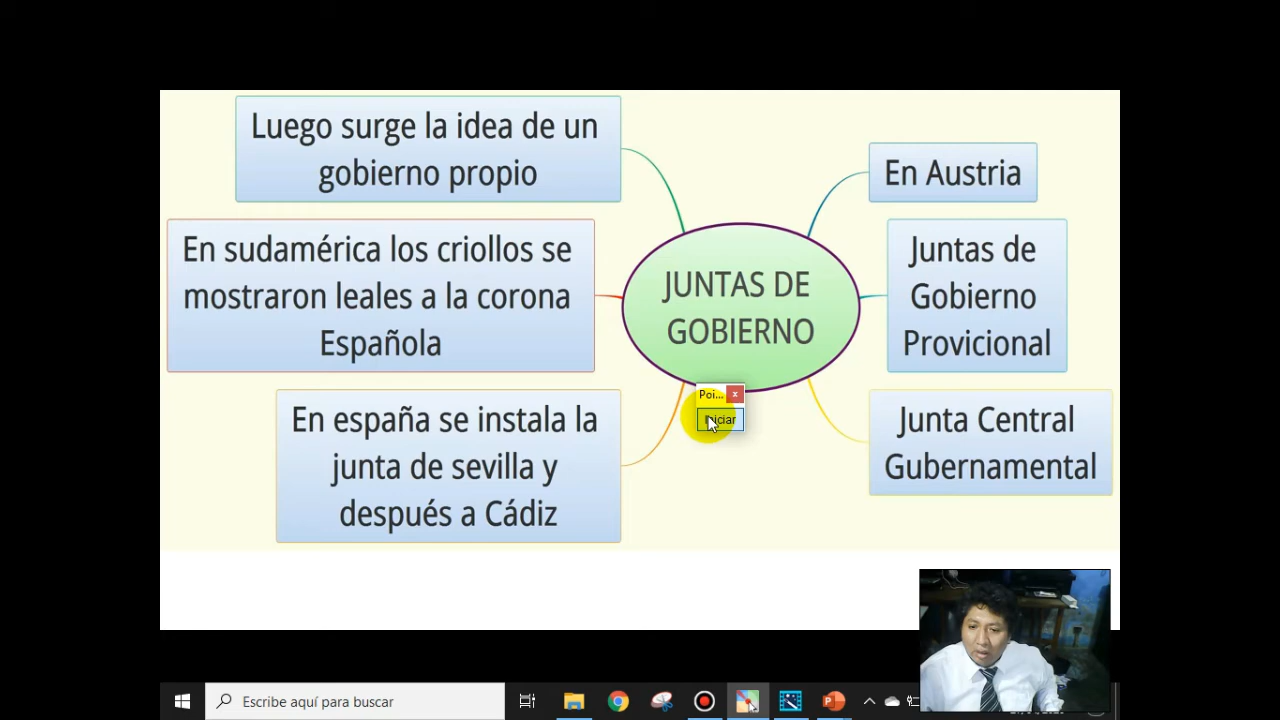 Luego surge la idea de un
gobierno propio
En sudamérica los criollos se
mostraron leales a la corona
Española
En españa se instala la
junta de sevilla y
después a Cádiz
JUNTAS DE
GOBIERNO
En Austria
Juntas de
Gobierno
Provicional
Junta Central
Gubernamental
Poi... x
Iniciar
Escribe aquí para buscar